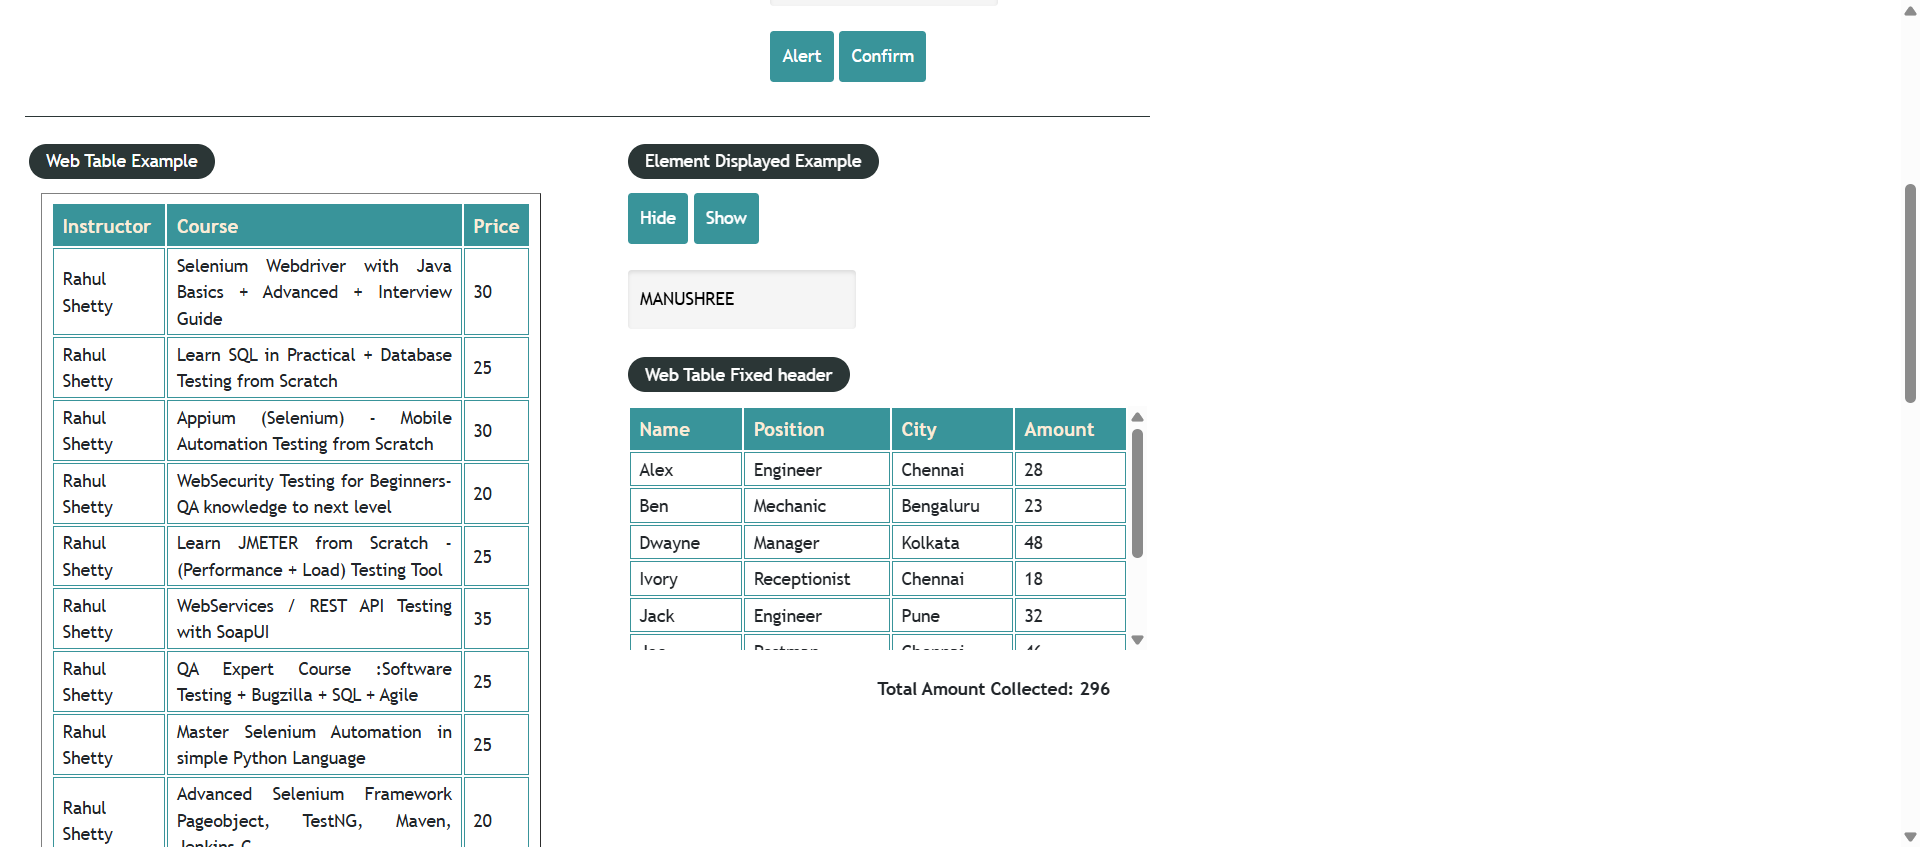 Alert Confirm
Web Table Example
Instructor Course Price
Rahul Shetty
Selenium Webdriver with Java
Basics + Advanced + Interview
Guide
30
Rahul Shetty
Learn SQL in Practical + Database
Testing from Scratch
25
Rahul Shetty
Appium (Selenium) - Mobile
Automation Testing from Scratch
30
Rahul Shetty
WebSecurity Testing for Beginners-
QA knowledge to next level
20
Rahul Shetty
Learn JMETER from Scratch -
(Performance + Load) Testing Tool
25
Rahul Shetty
WebServices / REST API Testing
with SoapUI
35
Rahul Shetty
QA Expert Course :Software
Testing + Bugzilla + SQL + Agile
25
Rahul Shetty
Master Selenium Automation in
simple Python Language
25
Rahul Shetty
Advanced Selenium Framework
Pageobject, TestNG, Maven,
20
Element Displayed Example
Hide Show
MANUSHREE
Web Table Fixed header
Name Position City Amount
Alex Engineer Chennai 28
Ben Mechanic Bengaluru 23
Dwayne Manager Kolkata 48
Ivory Receptionist Chennai 18
Jack Engineer Pune 32
Total Amount Collected: 296